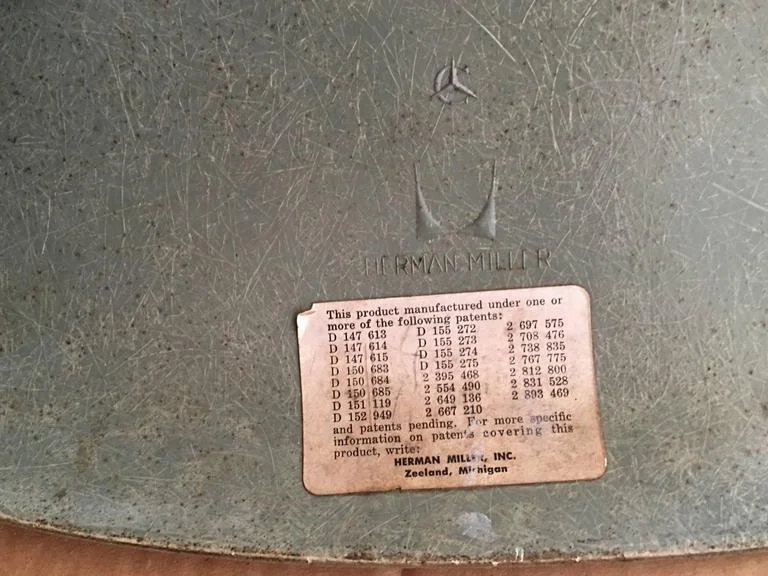 HERMAN MILLER
This product manufactured under one or
more of the following patents:
D 147 613 D 155 272 2 697 575
D 147 614 D 155 273 2 708 476
D 147 615 D 155 274 2 738 835
D 150 683 D 155 275 2 767 775
D 150 684 2 395 468 2 812 800
D 150 685 2 554 490 2 831 528
D 151 119 2 649 136 2 893 469
D 152 949 2 667 210
and patents pending. For more specific
information on patents covering this
product, write:
HERMAN MILLER, INC.
Zeeland, Michigan